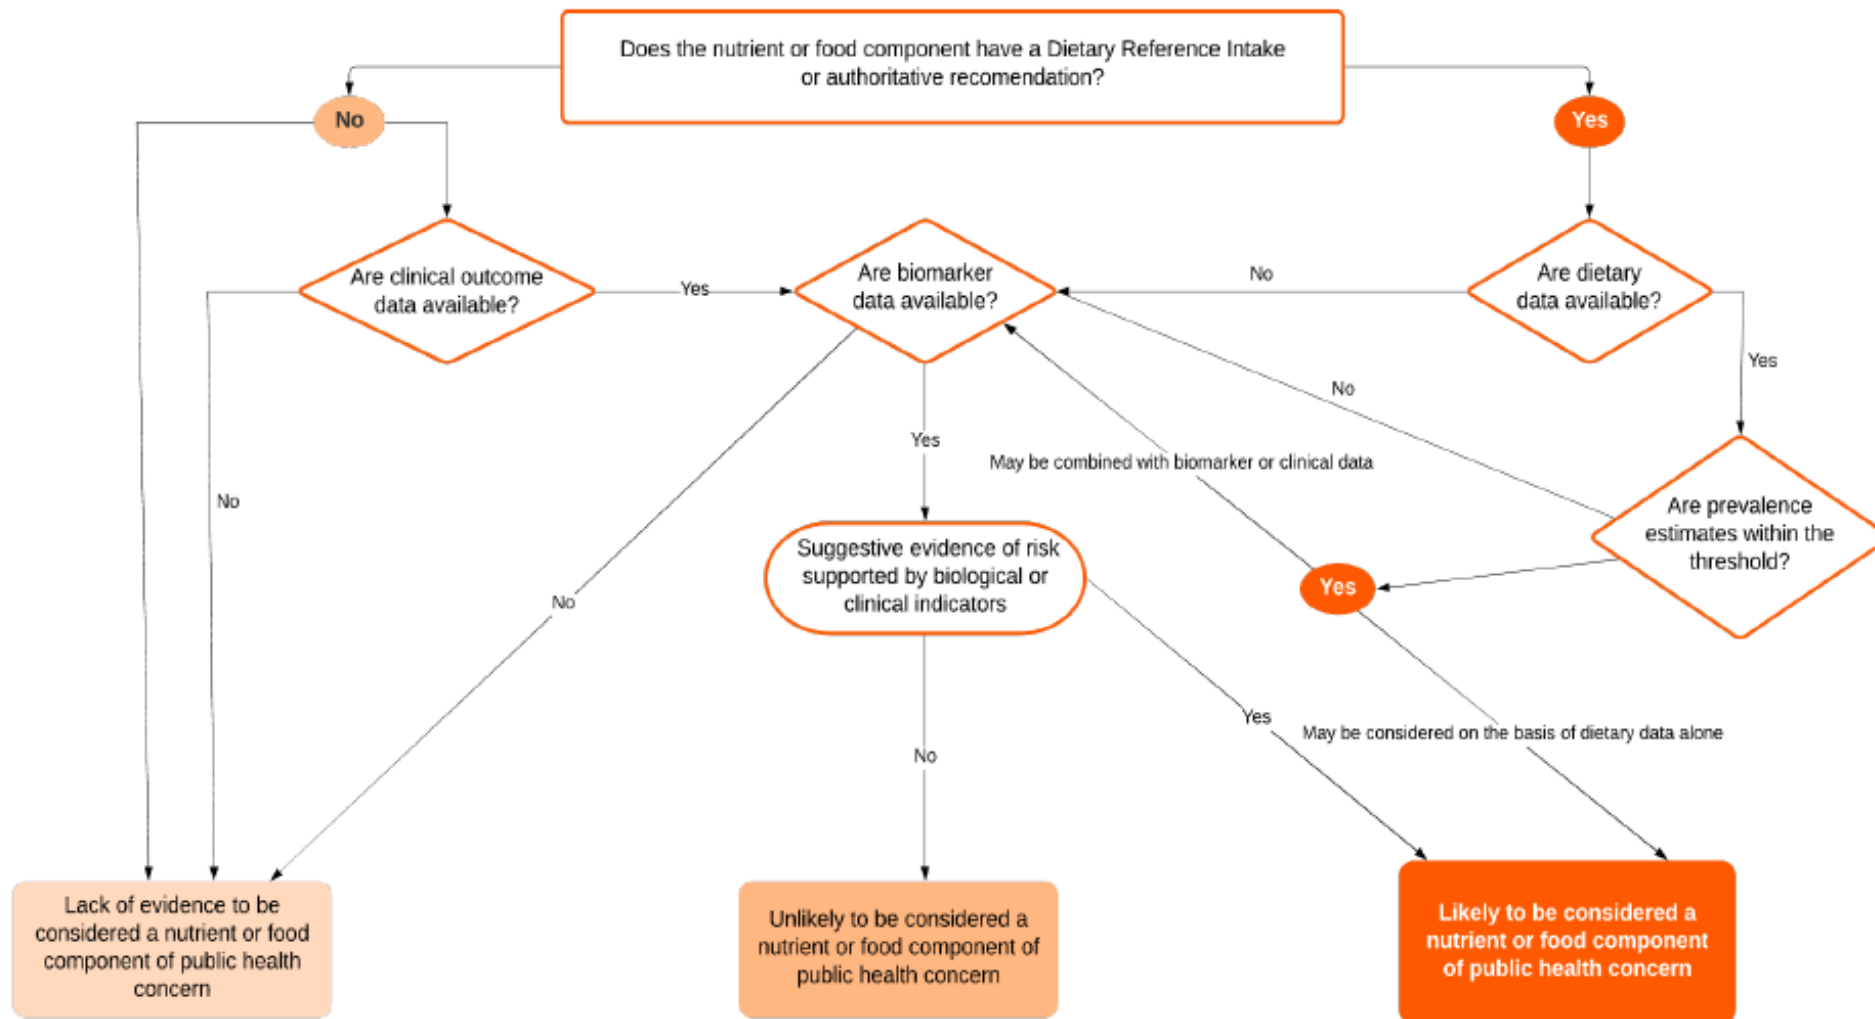 Does the nutrient or food component have a Dietary Reference Intake
or authoritative recomendation?
No
Yes
Are clinical outcome
data available?
Yes
Are biomarker
data available?
No
Are dietary
data available?
Yes
No
Yes
May be combined with biomarker or clinical data
No
Are prevalence
estimates within the
threshold?
Suggestive evidence of risk
supported by biological or
clinical indicators
Yes
No
Yes
May be considered on the basis of dietary data alone
No
Lack of evidence to be
considered a nutrient or food
component of public health
concern
Unlikely to be considered a
nutrient or food component of
public health concern
Likely to be considered a
nutrient or food component
of public health concern